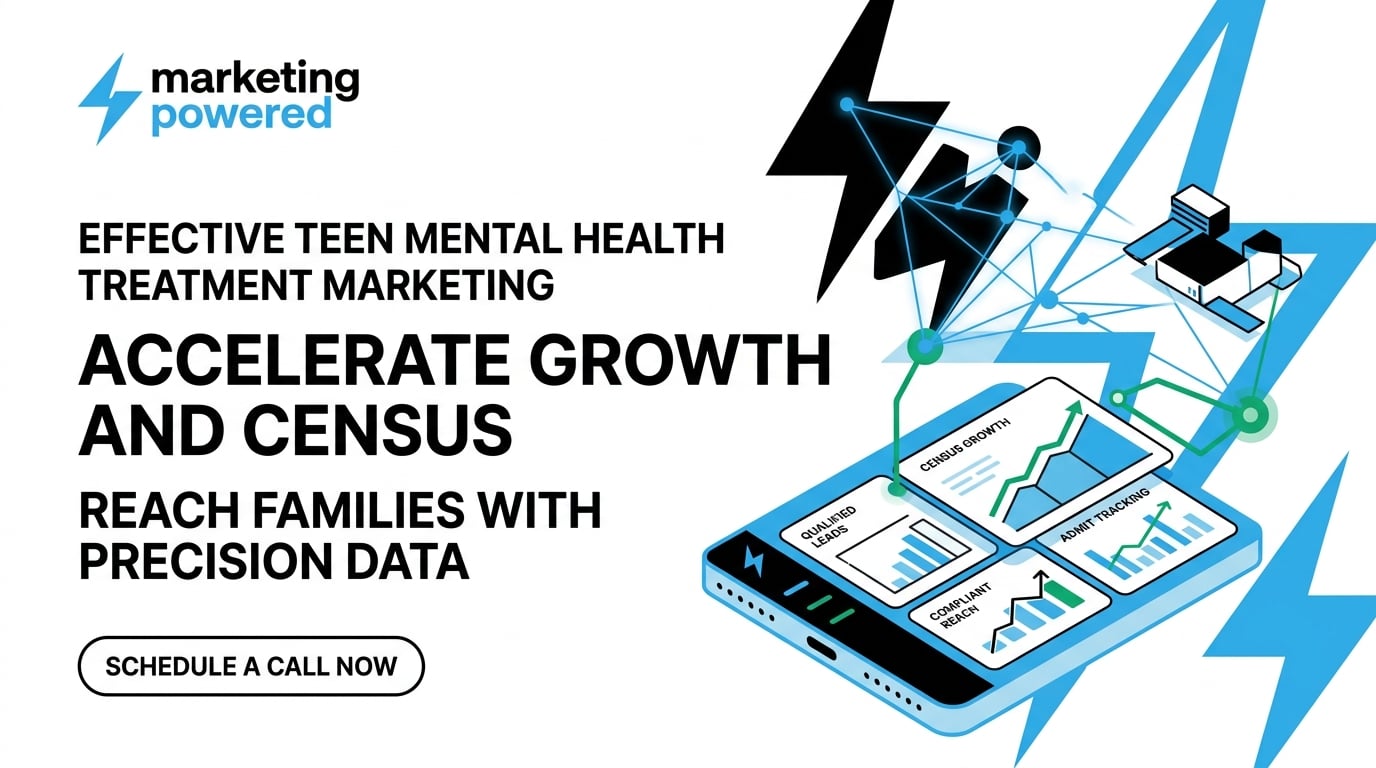 marketing
powered
EFFECTIVE TEEN MENTAL HEALTH
TREATMENT MARKETING
ACCELERATE GROWTH
AND CENSUS
REACH FAMILIES WITH
PRECISION DATA
SCHEDULE A CALL NOW
CENSUS GROWTH
QUALIFIED
LEADS
ADMIT TRACKING
COMPLIANT
REACH